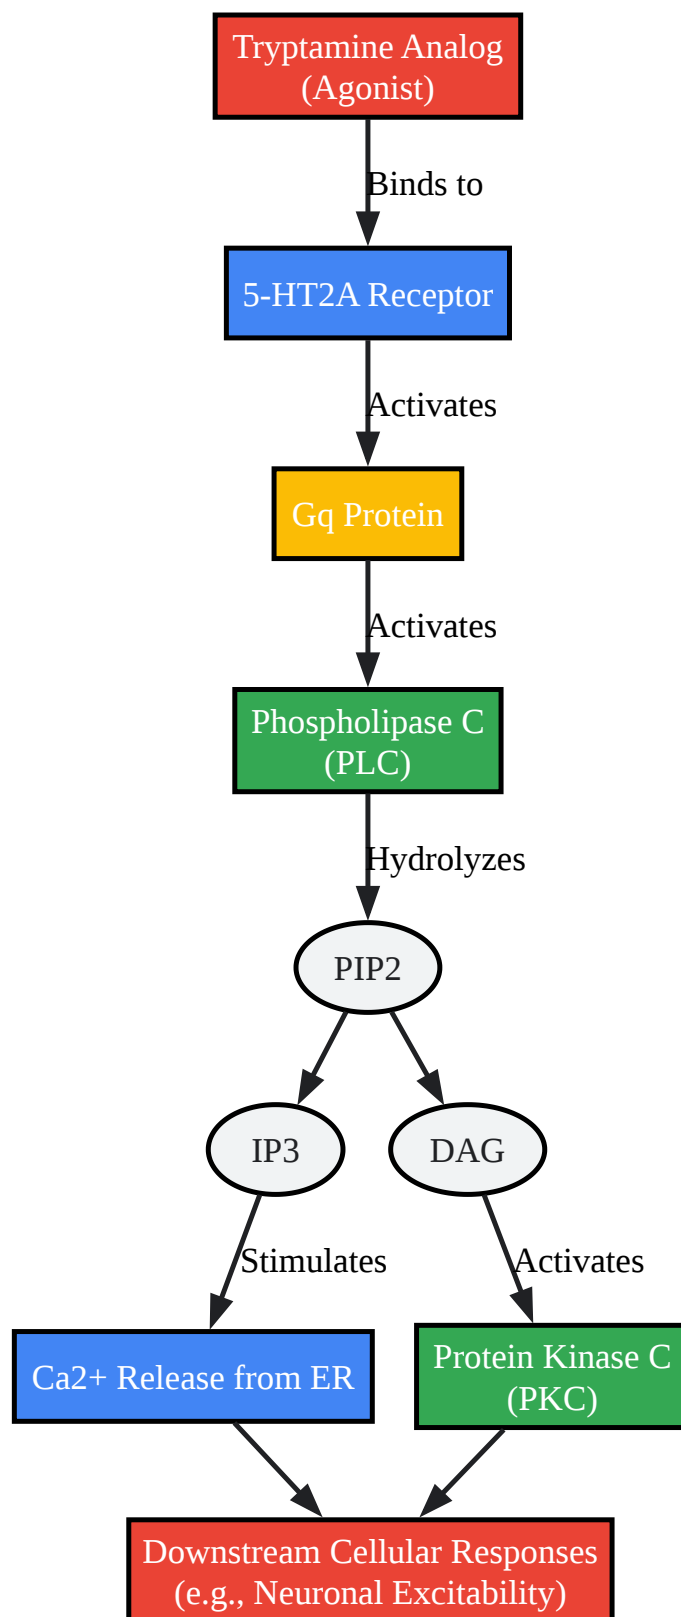 Tryptamine Analog
(Agonist)
Binds to
5-HT2A Receptor
Activates
Gq Protein
Activates
Phospholipase C
(PLC)
Hydrolyzes
PIP2
IP3
DAG
Stimulates
Activates
Ca2+ Release from ER
Protein Kinase C
(PKC)
Downstream Cellular Responses
(e.g., Neuronal Excitability)